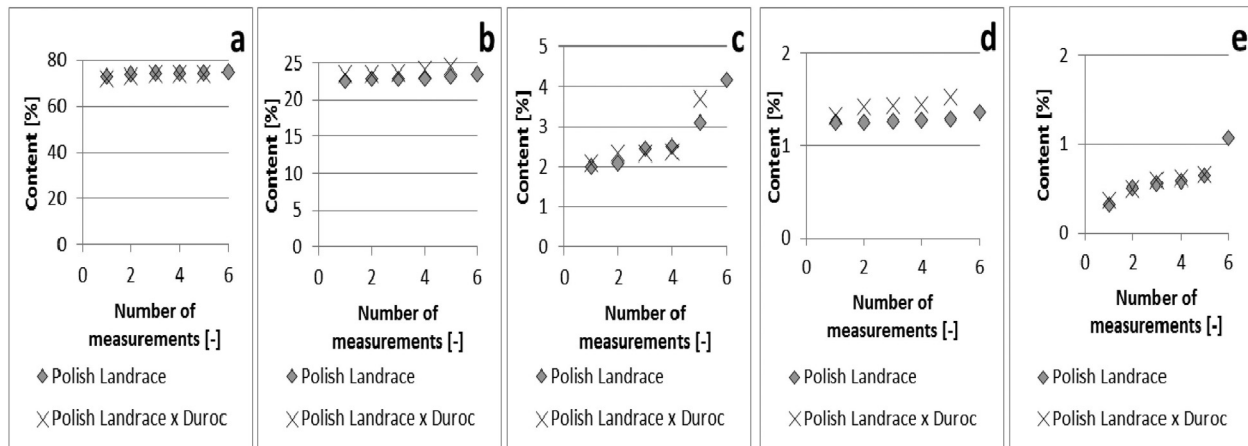 a
80
60
40
20
0
Content [%]
0 2 4 6
Number of
measurements [-]
Polish Landrace
Polish Landrace x Duroc
b
25
20
15
10
5
0
Content [%]
0 2 4 6
Number of
measurements [-]
Polish Landrace
Polish Landrace x Duroc
c
5
4
3
2
1
0
Content [%]
0 2 4 6
Number of
measurements [-]
Polish Landrace
Polish Landrace x Duroc
d
2
1
0
Content [%]
0 2 4 6
Number of
measurements [-]
Polish Landrace
Polish Landrace x Duroc
e
2
1
0
Content [%]
0 2 4 6
Number of
measurements [-]
Polish Landrace
Polish Landrace x Duroc